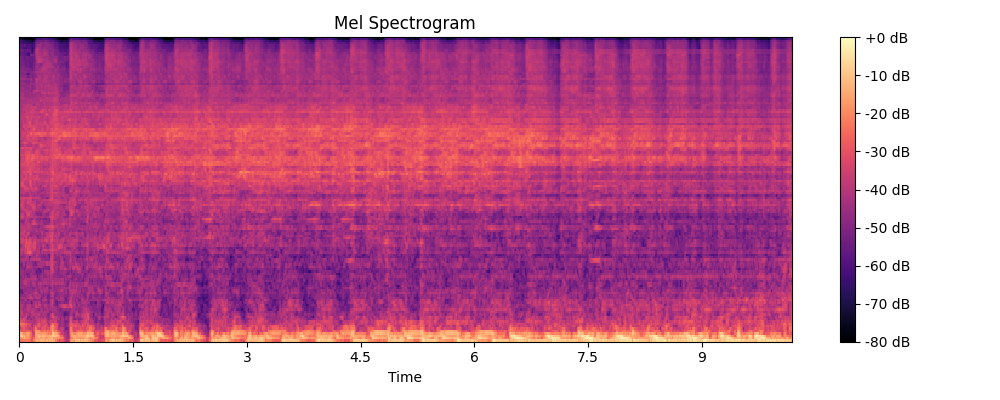 Mel Spectrogram
+0 dB
-10 dB
-20 dB
-30 dB
-40 dB
-50 dB
-60 dB
-70 dB
-80 dB
0 1.5 3 4.5 6 7.5 9
Time